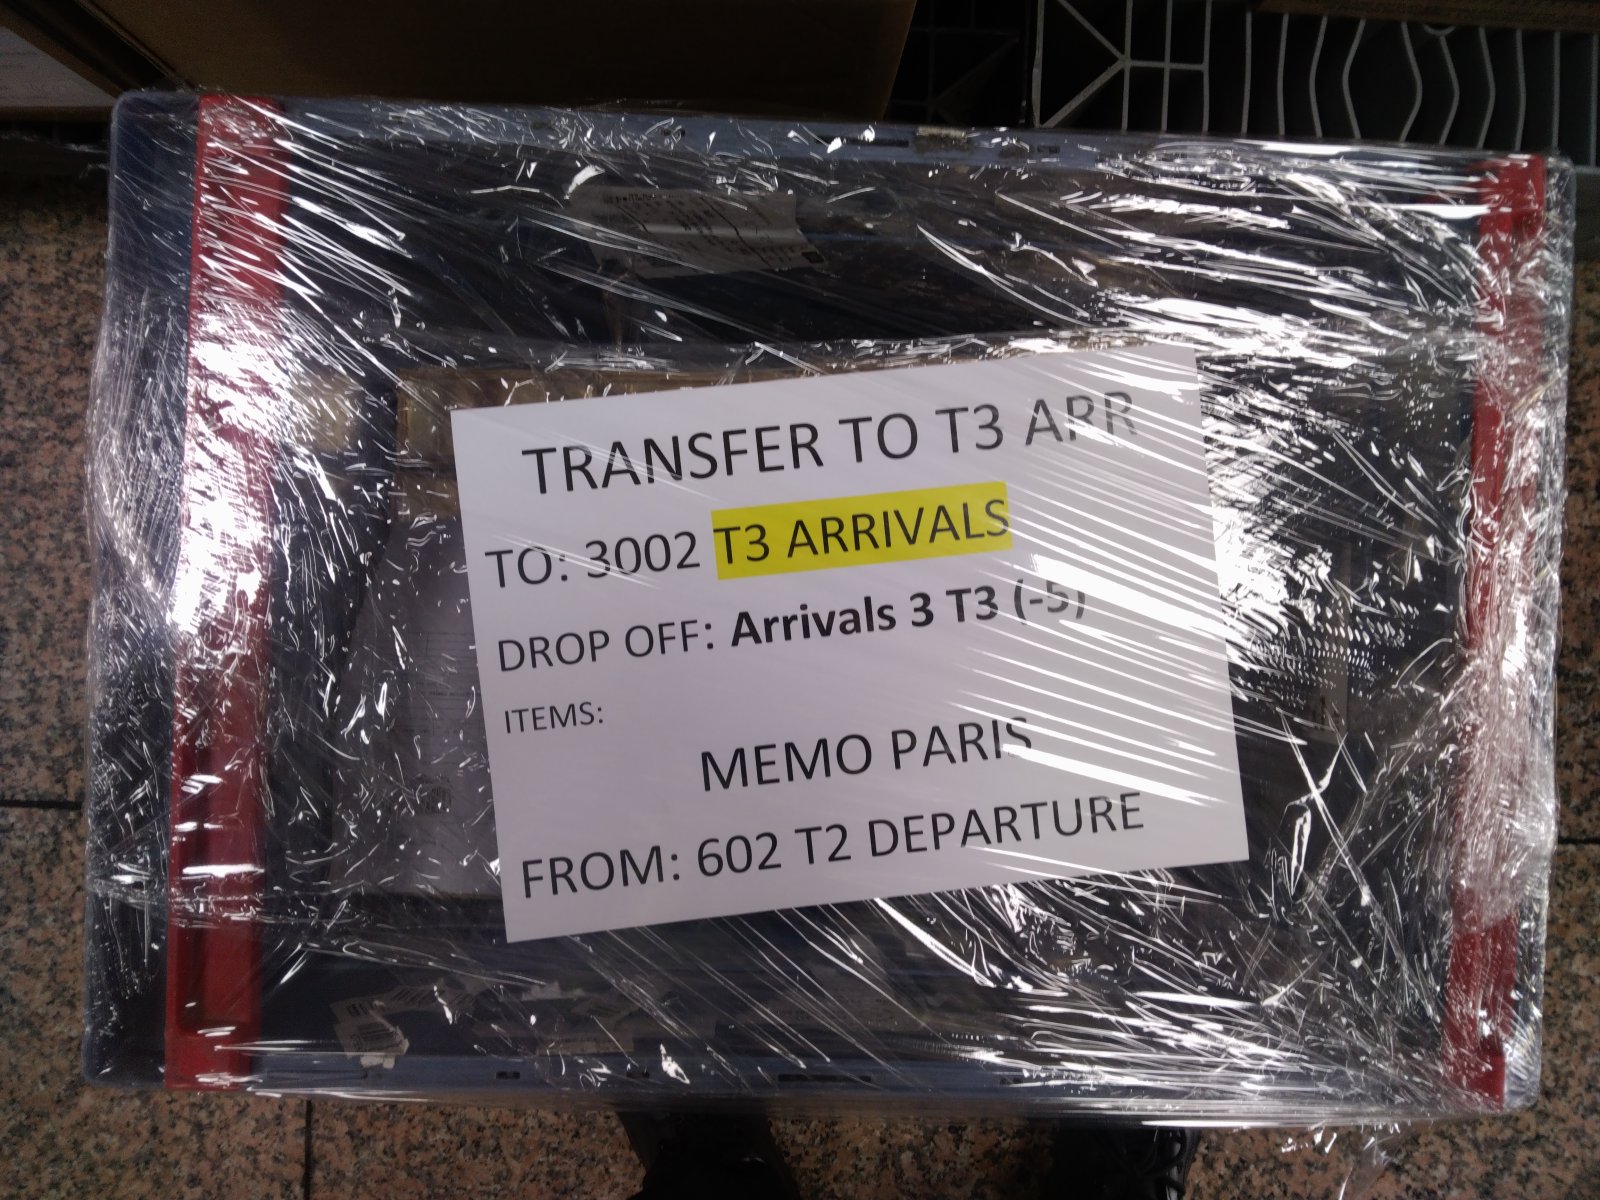 TRANSFER TO T3 ARR
TO: 3002 T3 ARRIVALS
DROP OFF: Arrivals 3 T3 (-5)
ITEMS:
MEMO PARIS
FROM: 602 T2 DEPARTURE